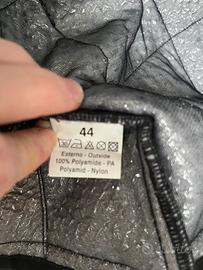 44
Esterno - Outside
100% Polyamide - PA
Polyamid - Nylon